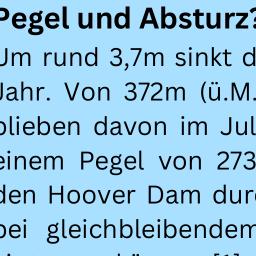 Pegel und Absturz?
Um rund 3,7m sinkt d
Jahr. Von 372m (ü.M.
blieben davon im Jul
einem Pegel von 273
den Hoover Dam dur
bei gleichbleibendem